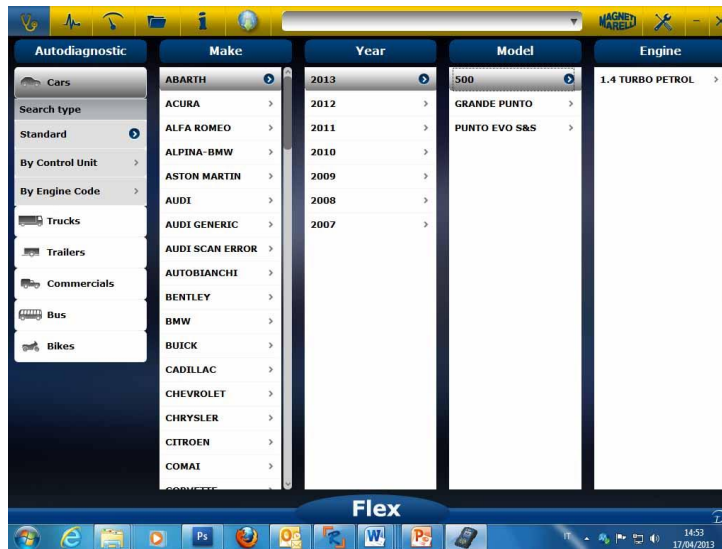 MAGNETI
MARELLI
Autodiagnostic
Cars
Search type
Standard
By Control Unit
By Engine Code
Trucks
Trailers
Commercials
Bus
Bikes
Make
ABARTH
ACURA
ALFA ROMEO
ALPINA-BMW
ASTON MARTIN
AUDI
AUDI GENERIC
AUDI SCAN ERROR
AUTOBIANCHI
BENTLEY
BMW
BUICK
CADILLAC
CHEVROLET
CHRYSLER
CITROEN
COMAI
CORVETTE
Year
2013
2012
2011
2010
2009
2008
2007
Model
500
GRANDE PUNTO
PUNTO EVO S&S
Engine
1.4 TURBO PETROL
Flex
Ps
IT
14:53
17/04/2013